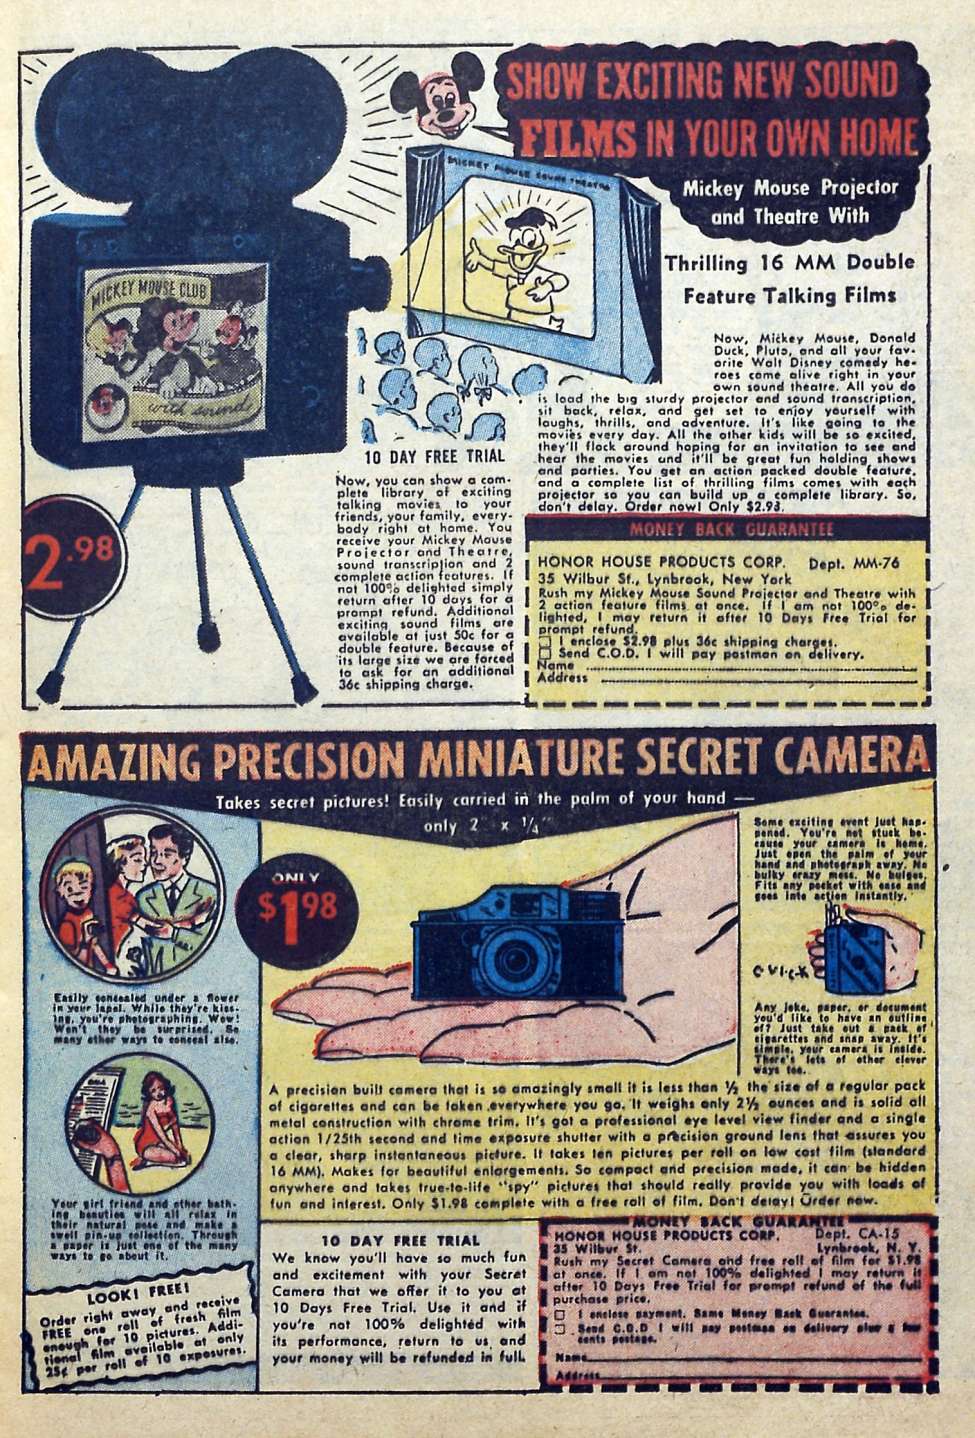 SHOW EXCITING NEW SOUND
FILMS IN YOUR OWN HOME
Mickey Mouse Projector
and Theatre With
Thrilling 16 MM Double
Feature Talking Films
MICKEY MOUSE SOUND THEATRE
MICKEY MOUSE CLUB
with sound
Now, Mickey Mouse, Donald
Duck, Pluto, and all your fav-
orite Walt Disney comedy he-
roes come alive right in your
own sound theatre. All you do
is load the big sturdy projector and sound transcription,
sit back, relax, and get set to enjoy yourself with
laughs, thrills, and adventure. It's like going to the
movies every day. All the other kids will be so excited,
they'll flock around hoping for an invitation to see and
hear the movies and it'll be great fun holding shows
and parties. You get an action packed double feature,
and a complete list of thrilling films comes with each
projector so you can build up a complete library. So,
don't delay. Order now! Only $2.98.
10 DAY FREE TRIAL
Now, you can show a com-
plete library of exciting
talking movies to your
friends, your family, every-
body right at home. You
receive your Mickey Mouse
Projector and Theatre,
sound transcription and 2
complete action features. If
not 100% delighted simply
return after 10 days for a
prompt refund. Additional
exciting sound films are
available at just 50c for a
double feature. Because of
its large size we are forced
to ask for an additional
36c shipping charge.
2.98
MONEY BACK GUARANTEE
HONOR HOUSE PRODUCTS CORP. Dept. MM-76
35 Wilbur St., Lynbrook, New York
Rush my Mickey Mouse Sound Projector and Theatre with
2 action feature films at once. If I am not 100% de-
lighted, I may return it after 10 Days Free Trial for
prompt refund.
I enclose $2.98 plus 36c shipping charges.
Send C.O.D. I will pay postman on delivery.
Name
Address
AMAZING PRECISION MINIATURE SECRET CAMERA
Takes secret pictures! Easily carried in the palm of your hand —
only 2" x 1¼"
ONLY
$1.98
Easily concealed under a flower
in your lapel. While they're kiss-
ing, you're photographing. Wow!
Won't they be surprised. So
many other ways to conceal also.
Your girl friend and other bath-
ing beauties will all relax in
their natural pose and make a
swell pin-up collection. Through
a paper is just one of the many
ways to go about it.
Some exciting event just hap-
pened. You're not stuck be-
cause your camera is home.
Just open the palm of your
hand and photograph away. No
bulky crazy mess. No bulges.
Fits any pocket with ease and
goes into action instantly.
QUICK
Any joke, paper, or document
you'd like to have an outline
of? Just take out a pack of
cigarettes and snap away. It's
simple, your camera is inside.
There's lots of other clever
ways too.
A precision built camera that is so amazingly small it is less than ½ the size of a regular pack
of cigarettes and can be taken everywhere you go. It weighs only 2½ ounces and is solid all
metal construction with chrome trim. It's got a professional eye level view finder and a single
action 1/25th second and time exposure shutter with a precision ground lens that assures you
a clear, sharp instantaneous picture. It takes ten pictures per roll on low cost film (standard
16 MM). Makes for beautiful enlargements. So compact and precision made, it can be hidden
anywhere and takes true-to-life "spy" pictures that should really provide you with loads of
fun and interest. Only $1.98 complete with a free roll of film. Don't delay! Order now.
LOOK! FREE!
Order right away and receive
FREE one roll of fresh film
enough for 10 pictures. Addi-
tional film available at only
25¢ per roll of 10 exposures.
10 DAY FREE TRIAL
We know you'll have so much fun
and excitement with your Secret
Camera that we offer it to you at
10 Days Free Trial. Use it and if
you're not 100% delighted with
its performance, return to us and
your money will be refunded in full.
MONEY BACK GUARANTEE
HONOR HOUSE PRODUCTS CORP. Dept. CA-15
35 Wilbur St. Lynbrook, N. Y.
Rush my Secret Camera and free roll of film for $1.98
at once. If I am not 100% delighted I may return it
after 10 Days Free Trial for prompt refund of the full
purchase price.
I enclose payment, Same Money Back Guarantee.
Send C.O.D I will pay postman on delivery plus a few
cents postage.
Name
Address